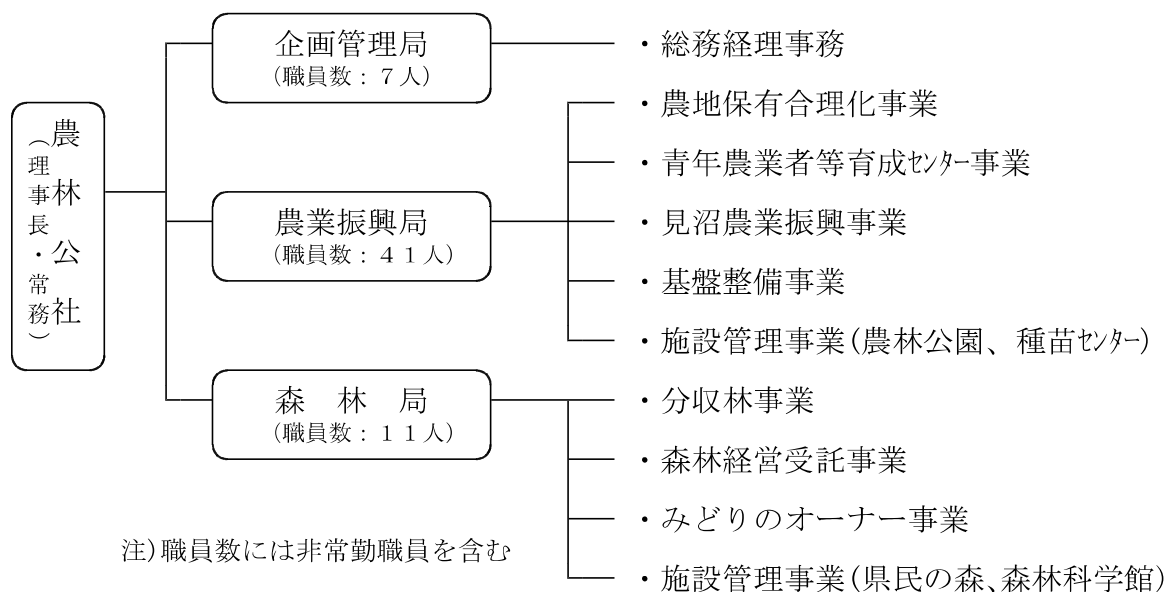 農林公社
（理事長・常務）
企画管理局
（職員数：７人）
・総務経理事務
農業振興局
（職員数：４１人）
・農地保有合理化事業
・青年農業者等育成ｾﾝﾀｰ事業
・見沼農業振興事業
・基盤整備事業
・施設管理事業（農林公園、種苗ｾﾝﾀｰ）
森　林　局
（職員数：１１人）
・分収林事業
・森林経営受託事業
・みどりのオーナー事業
・施設管理事業（県民の森、森林科学館）
注）職員数には非常勤職員を含む